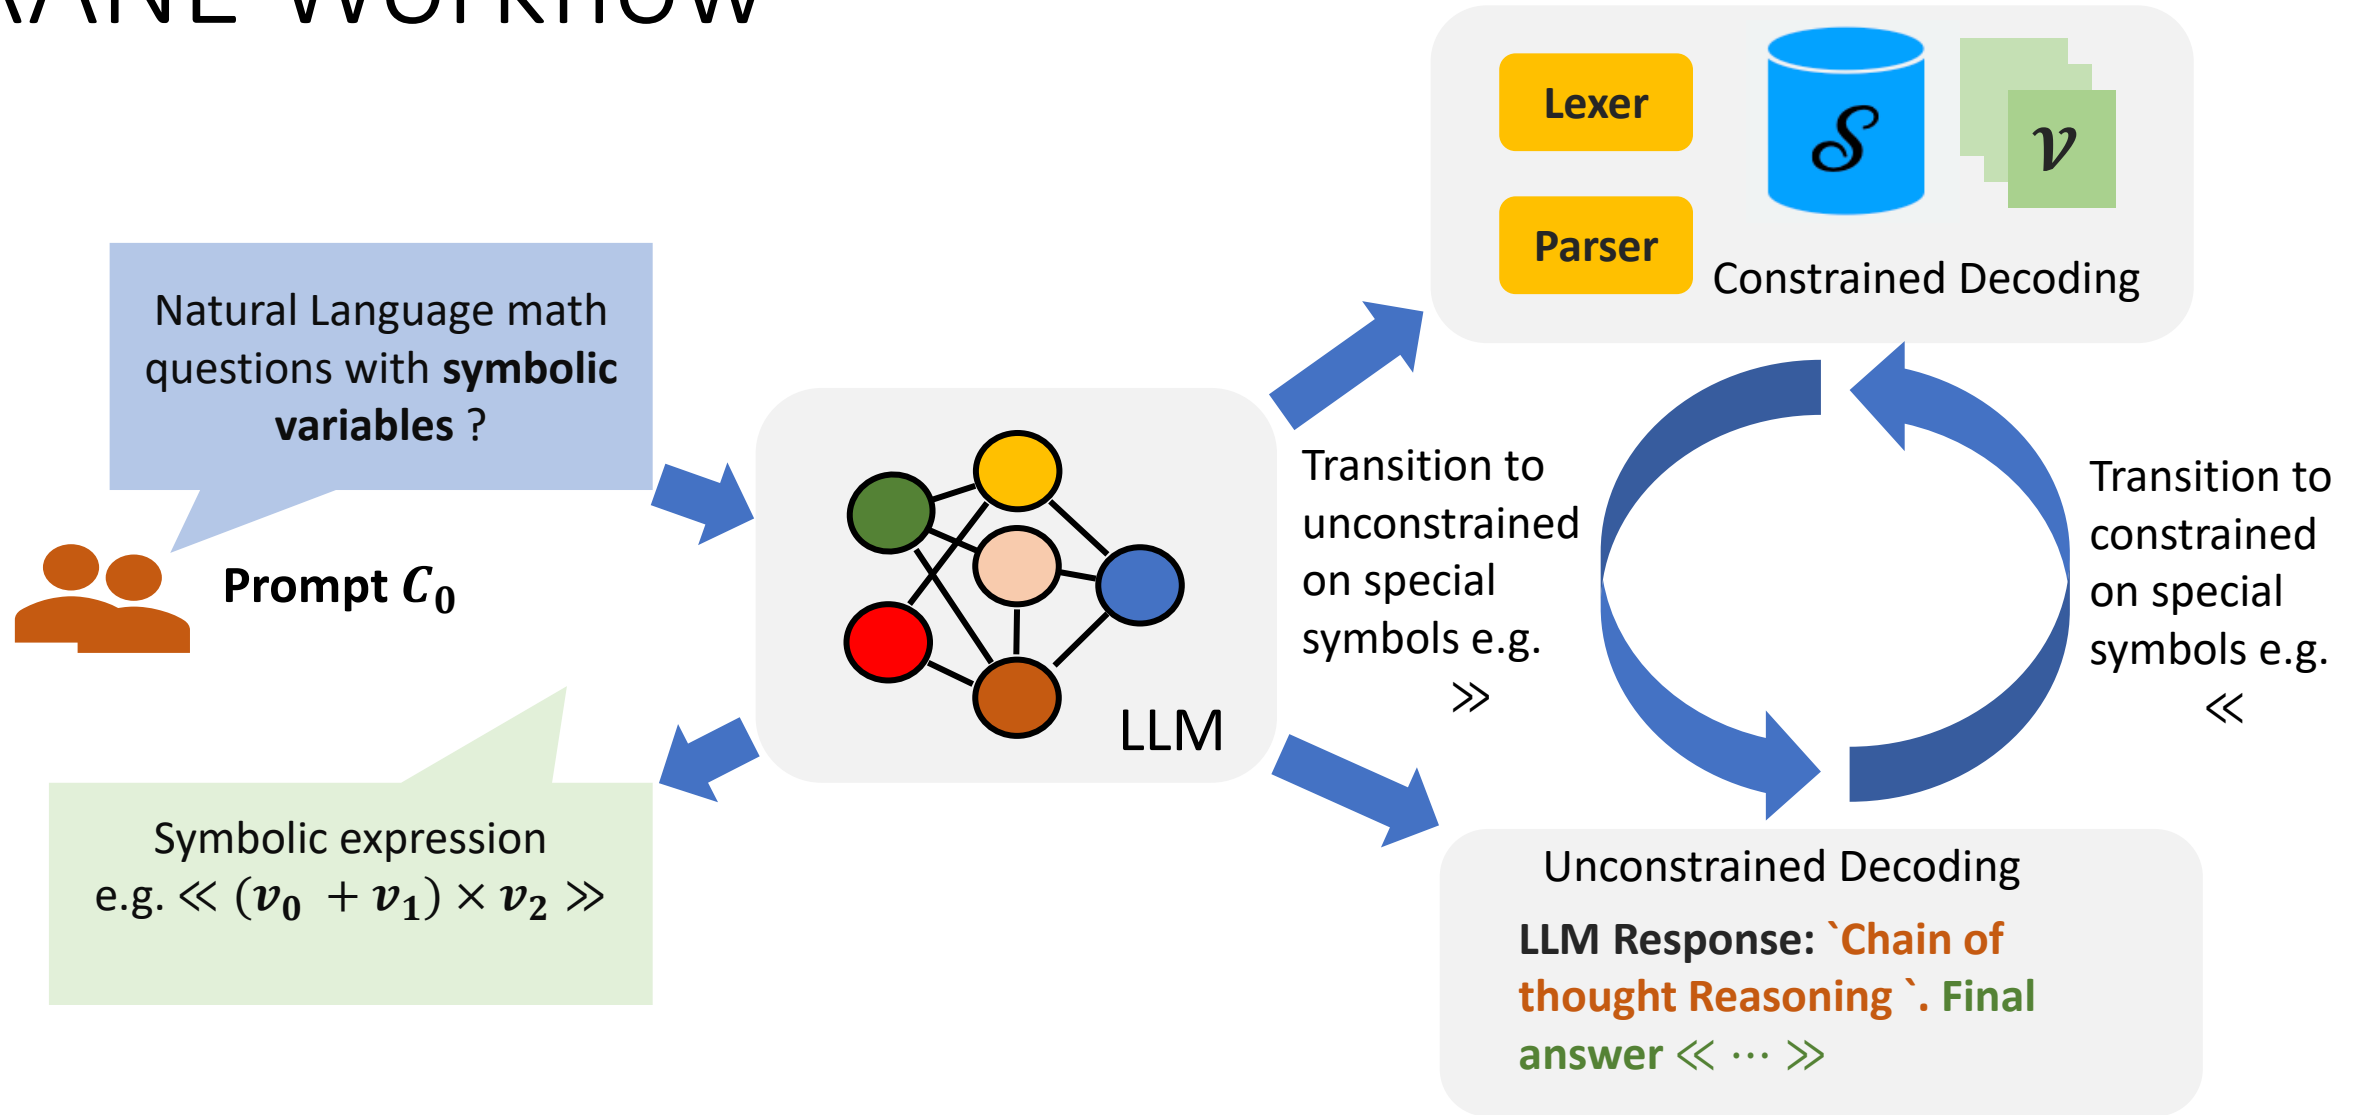 Workflow
Lexer
Parser
𝒮
𝒱
Constrained Decoding
Natural Language math
questions with symbolic
variables ?
Prompt C₀
LLM
Transition to
unconstrained
on special
symbols e.g.
≫
Transition to
constrained
on special
symbols e.g.
≪
Symbolic expression
e.g. ≪ (v₀ + v₁) × v₂ ≫
Unconstrained Decoding
LLM Response: `Chain of
thought Reasoning `. Final
answer ≪ ⋯ ≫